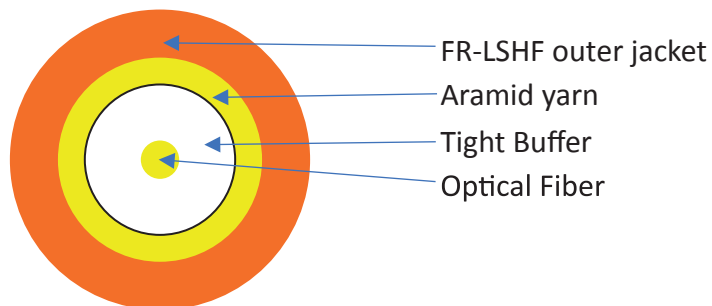 FR-LSHF outer jacket
Aramid yarn
Tight Buffer
Optical Fiber